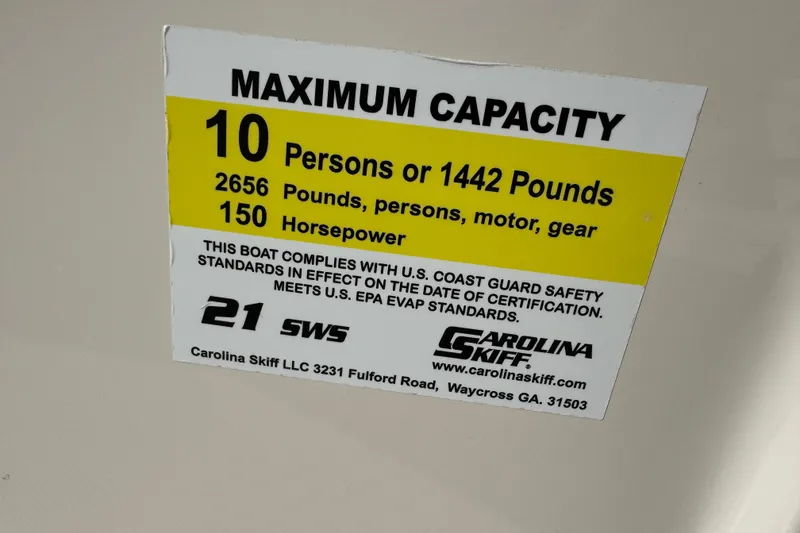 MAXIMUM CAPACITY
10 Persons or 1442 Pounds
2656 Pounds, persons, motor, gear
150 Horsepower
THIS BOAT COMPLIES WITH U.S. COAST GUARD SAFETY
STANDARDS IN EFFECT ON THE DATE OF CERTIFICATION.
MEETS U.S. EPA EVAP STANDARDS.
21 SWS
CAROLINA
SKIFF®
www.carolinaskiff.com
Carolina Skiff LLC 3231 Fulford Road, Waycross GA. 31503